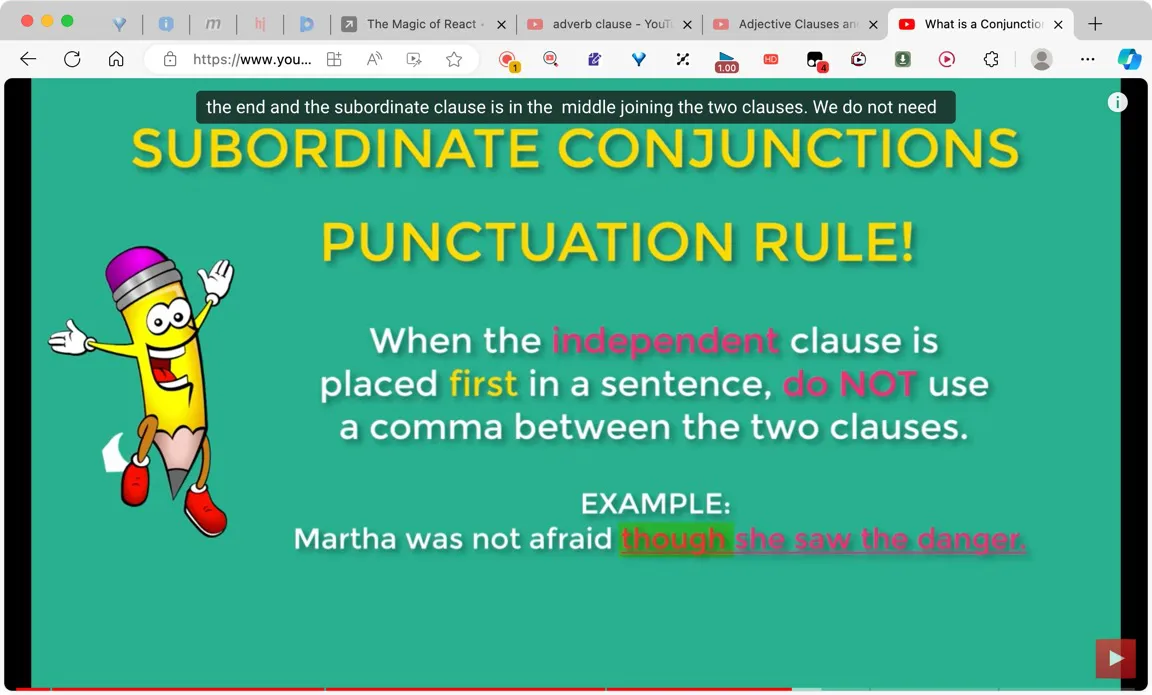 m
hj
The Magic of React
adverb clause - YouT
Adjective Clauses an
What is a Conjunctio
https://www.you...
A
1
1.00
HD
4
the end and the subordinate clause is in the middle joining the two clauses. We do not need
SUBORDINATE CONJUNCTIONS
PUNCTUATION RULE!
When the independent clause is
placed first in a sentence, do NOT use
a comma between the two clauses.
EXAMPLE:
Martha was not afraid though she saw the danger.